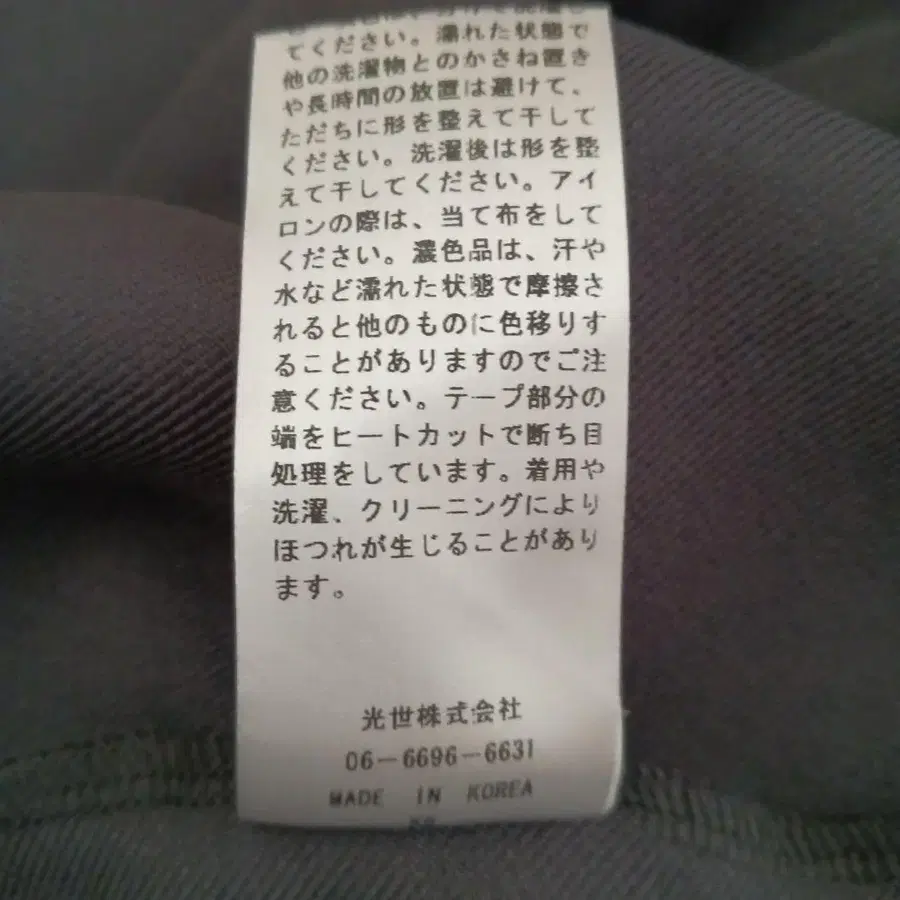 てください。濡れた状態で
他の洗濯物とのかさね置き
や長時間の放置は避けて、
ただちに形を整えて干して
ください。洗濯後は形を整
えて干してください。アイ
ロンの際は、当て布をして
ください。濃色品は、汗や
水など濡れた状態で摩擦さ
れると他のものに色移りす
ることがありますのでご注
意ください。テープ部分の
端をヒートカットで断ち目
処理をしています。着用や
洗濯、クリーニングにより
ほつれが生じることがあり
ます。
光世株式会社
06-6696-6631
MADE IN KOREA